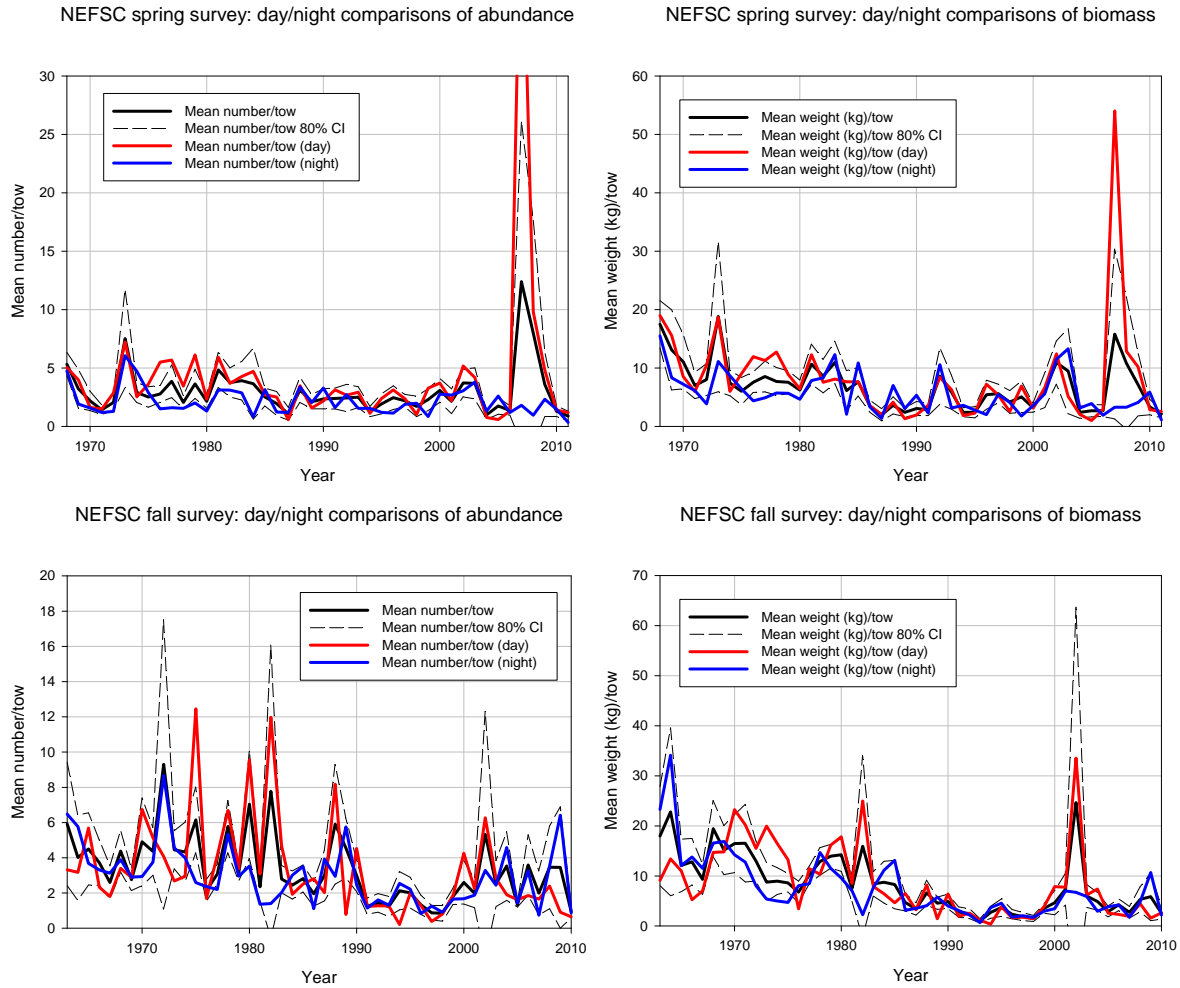 NEFSC spring survey: day/night comparisons of abundance
Mean number/tow
30
25
20
15
10
5
0
Mean number/tow
Mean number/tow 80% CI
Mean number/tow (day)
Mean number/tow (night)
1970 1980 1990 2000 2010
Year
NEFSC spring survey: day/night comparisons of biomass
Mean weight (kg)/tow
60
50
40
30
20
10
0
Mean weight (kg)/tow
Mean weight (kg)/tow 80% CI
Mean weight (kg)/tow (day)
Mean weight (kg)/tow (night)
1970 1980 1990 2000 2010
Year
NEFSC fall survey: day/night comparisons of abundance
Mean number/tow
20
18
16
14
12
10
8
6
4
2
0
Mean number/tow
Mean number/tow 80% CI
Mean number/tow (day)
Mean number/tow (night)
1970 1980 1990 2000 2010
Year
NEFSC fall survey: day/night comparisons of biomass
Mean weight (kg)/tow
70
60
50
40
30
20
10
0
Mean weight (kg)/tow
Mean weight (kg)/tow 80% CI
Mean weight (kg)/tow (day)
Mean weight (kg)/tow (night)
1970 1980 1990 2000 2010
Year